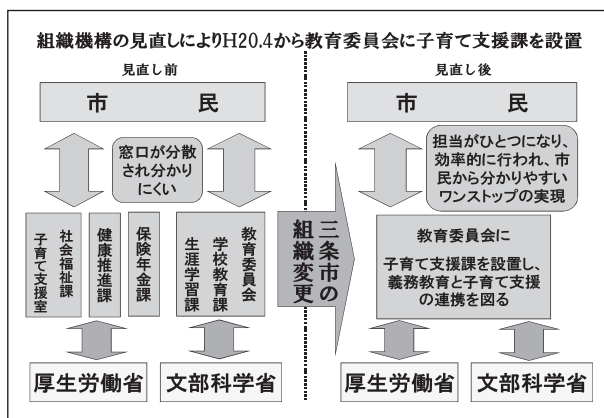 組織機構の見直しによりH20.4から教育委員会に子育て支援課を設置
見直し前
市　民
窓口が分散
され分かり
にくい
社会福祉課
子育て支援室
健康推進課
保険年金課
教育委員会
学校教育課
生涯学習課
厚生労働省
文部科学省
三条市の
組織変更
見直し後
市　民
担当がひとつになり、
効率的に行われ、市
民から分かりやすい
ワンストップの実現
教育委員会に
子育て支援課を設置し、
義務教育と子育て支援
の連携を図る
厚生労働省
文部科学省